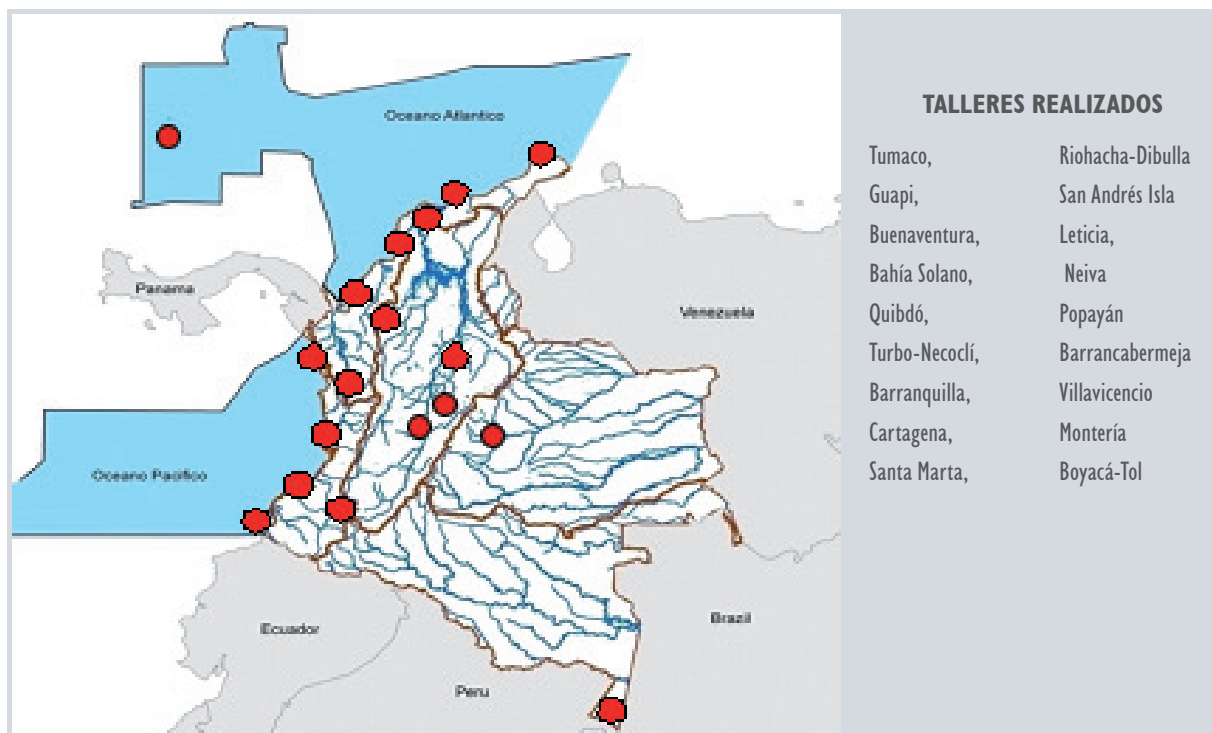 Oceano Atlantico
Panama
Venezuela
Oceano Pacifico
Ecuador
Brazil
Peru
TALLERES REALIZADOS
Tumaco,
Guapi,
Buenaventura,
Bahía Solano,
Quibdó,
Turbo-Necoclí,
Barranquilla,
Cartagena,
Santa Marta,
Riohacha-Dibulla
San Andrés Isla
Leticia,
Neiva
Popayán
Barrancabermeja
Villavicencio
Montería
Boyacá-Tol